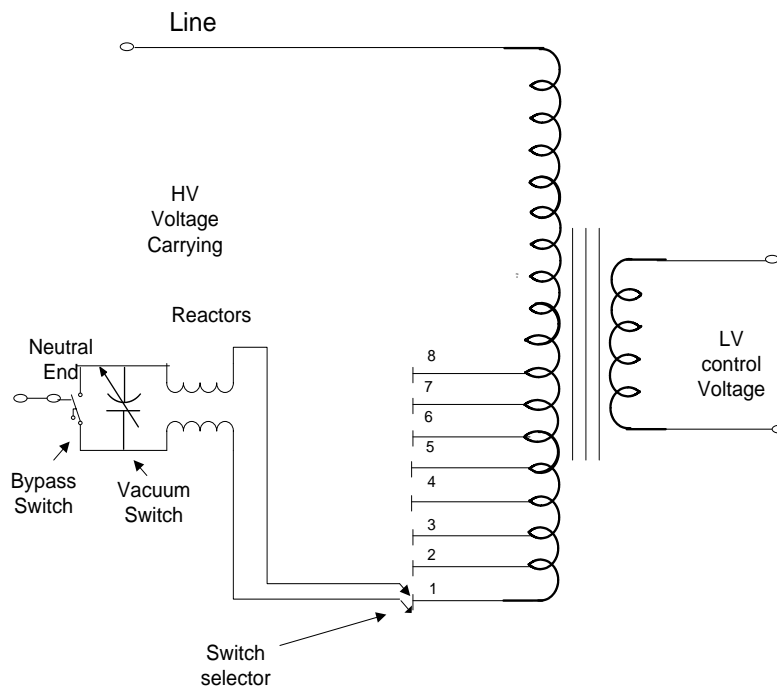 Line
HV
Voltage
Carrying
Reactors
Neutral
End
8
7
6
5
4
3
2
1
LV
control
Voltage
Bypass
Switch
Vacuum
Switch
Switch
selector